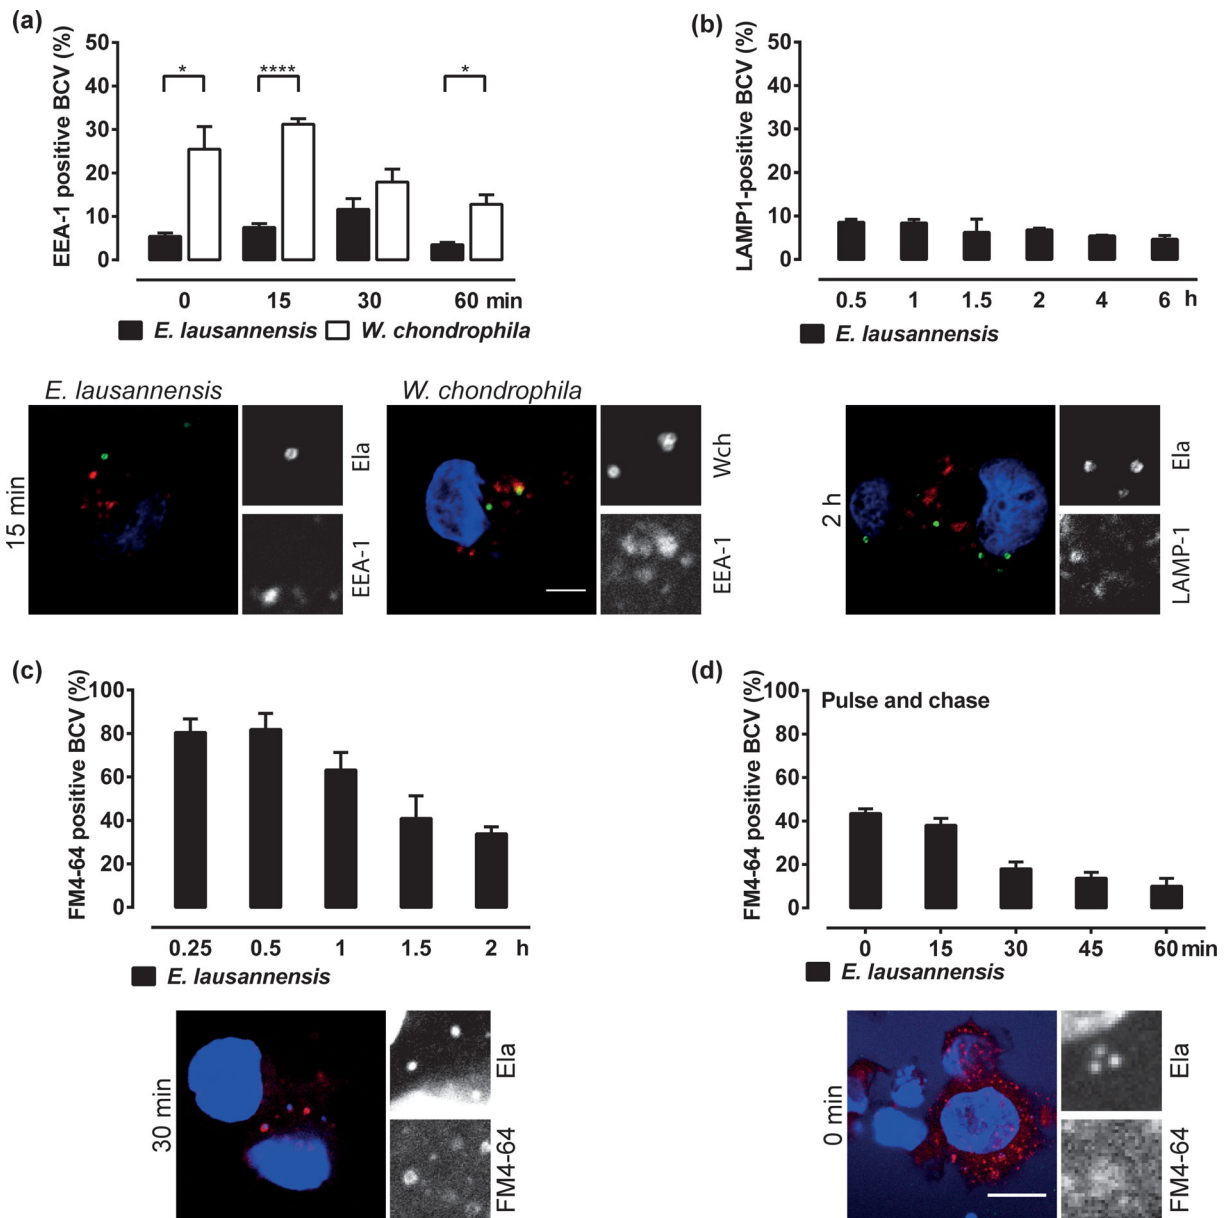 (a)
EEA-1 positive BCV (%)
50
40
30
20
10
0
* **** *
0 15 30 60 min
E. lausannensis W. chondrophila
(b)
LAMP1-positive BCV (%)
50
40
30
20
10
0
0.5 1 1.5 2 4 6 h
E. lausannensis
E. lausannensis
15 min
Ela
EEA-1
W. chondrophila
Wch
EEA-1
2 h
Ela
LAMP-1
(c)
FM4-64 positive BCV (%)
100
80
60
40
20
0
0.25 0.5 1 1.5 2 h
E. lausannensis
30 min
Ela
FM4-64
(d)
FM4-64 positive BCV (%)
Pulse and chase
100
80
60
40
20
0
0 15 30 45 60 min
E. lausannensis
0 min
Ela
FM4-64